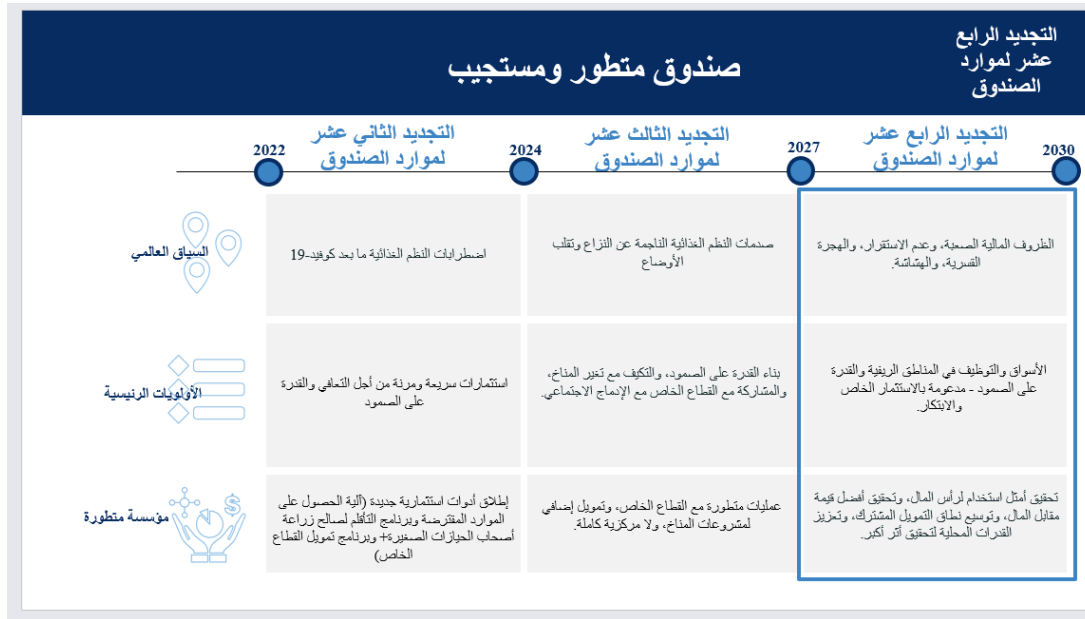 التجديد الرابع
عشر لموارد
الصندوق
صندوق متطور ومستجيب
التجديد الرابع عشر
لموارد الصندوق
التجديد الثالث عشر
لموارد الصندوق
التجديد الثاني عشر
لموارد الصندوق
2030
2027
2024
2022
السياق العالمي
اضطرابات النظم الغذائية ما بعد كوفيد-19
صدمات النظم الغذائية الناجمة عن النزاع وتقلب
الأوضاع
الظروف المالية الصعبة، وعدم الاستقرار، والهجرة
القسرية، والهشاشة.
الأولويات الرئيسية
استثمارات سريعة ومرنة من أجل التعافي والقدرة
على الصمود
بناء القدرة على الصمود، والتكيف مع تغير المناخ،
والمشاركة مع القطاع الخاص مع الإدماج الاجتماعي.
الأسواق والتوظيف في المناطق الريفية والقدرة
على الصمود - مدعومة بالاستثمار الخاص
والابتكار.
مؤسسة متطورة
إطلاق أدوات استثمارية جديدة (آلية الحصول على
الموارد المقترضة وبرنامج التأقلم لصالح زراعة
أصحاب الحيازات الصغيرة+ وبرنامج تمويل القطاع
الخاص)
عمليات متطورة مع القطاع الخاص، وتمويل إضافي
لمشروعات المناخ، ولا مركزية كاملة.
تحقيق أمثل استخدام لرأس المال، وتحقيق أفضل قيمة
مقابل المال، وتوسيع نطاق التمويل المشترك، وتعزيز
القدرات المحلية لتحقيق أثر أكبر.